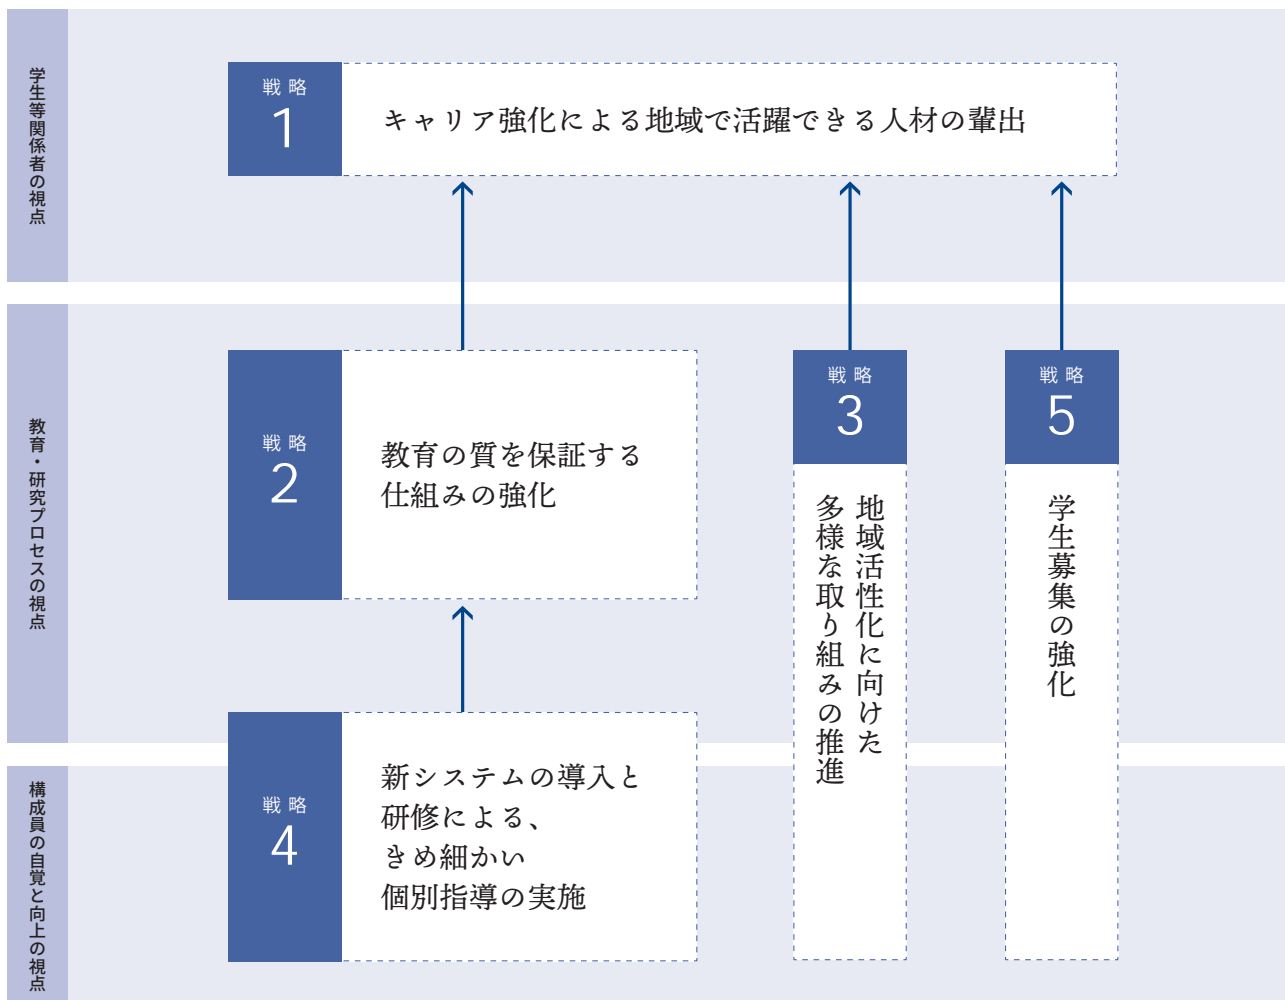 学生等関係者の視点
戦略
1
キャリア強化による地域で活躍できる人材の輩出
教育・研究プロセスの視点
戦略
2
教育の質を保証する
仕組みの強化
戦略
3
地域活性化に向けた
多様な取り組みの推進
戦略
5
学生募集の強化
構成員の自覚と向上の視点
戦略
4
新システムの導入と
研修による、
きめ細かい
個別指導の実施